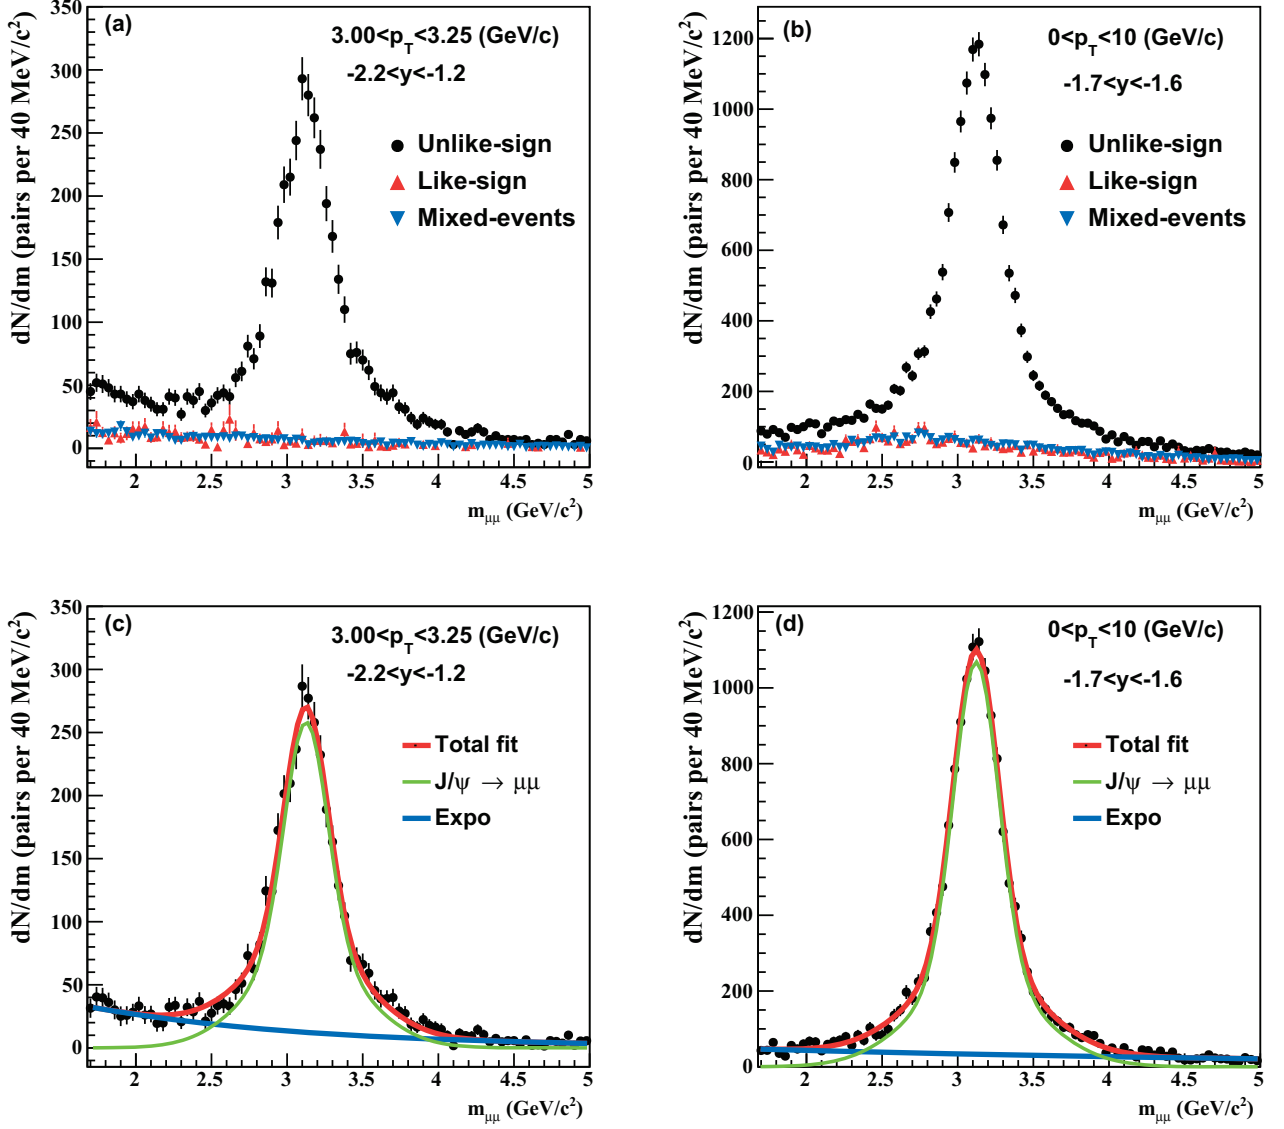 (a)
3.00<p_T<3.25 (GeV/c)
-2.2<y<-1.2
Unlike-sign
Like-sign
Mixed-events
dN/dm (pairs per 40 MeV/c²)
350
300
250
200
150
100
50
0
2 2.5 3 3.5 4 4.5 5
m_μμ (GeV/c²)
(b)
0<p_T<10 (GeV/c)
-1.7<y<-1.6
Unlike-sign
Like-sign
Mixed-events
dN/dm (pairs per 40 MeV/c²)
1200
1000
800
600
400
200
0
2 2.5 3 3.5 4 4.5 5
m_μμ (GeV/c²)
(c)
3.00<p_T<3.25 (GeV/c)
-2.2<y<-1.2
Total fit
J/ψ → μμ
Expo
dN/dm (pairs per 40 MeV/c²)
350
300
250
200
150
100
50
0
2 2.5 3 3.5 4 4.5 5
m_μμ (GeV/c²)
(d)
0<p_T<10 (GeV/c)
-1.7<y<-1.6
Total fit
J/ψ → μμ
Expo
dN/dm (pairs per 40 MeV/c²)
1200
1000
800
600
400
200
0
2 2.5 3 3.5 4 4.5 5
m_μμ (GeV/c²)